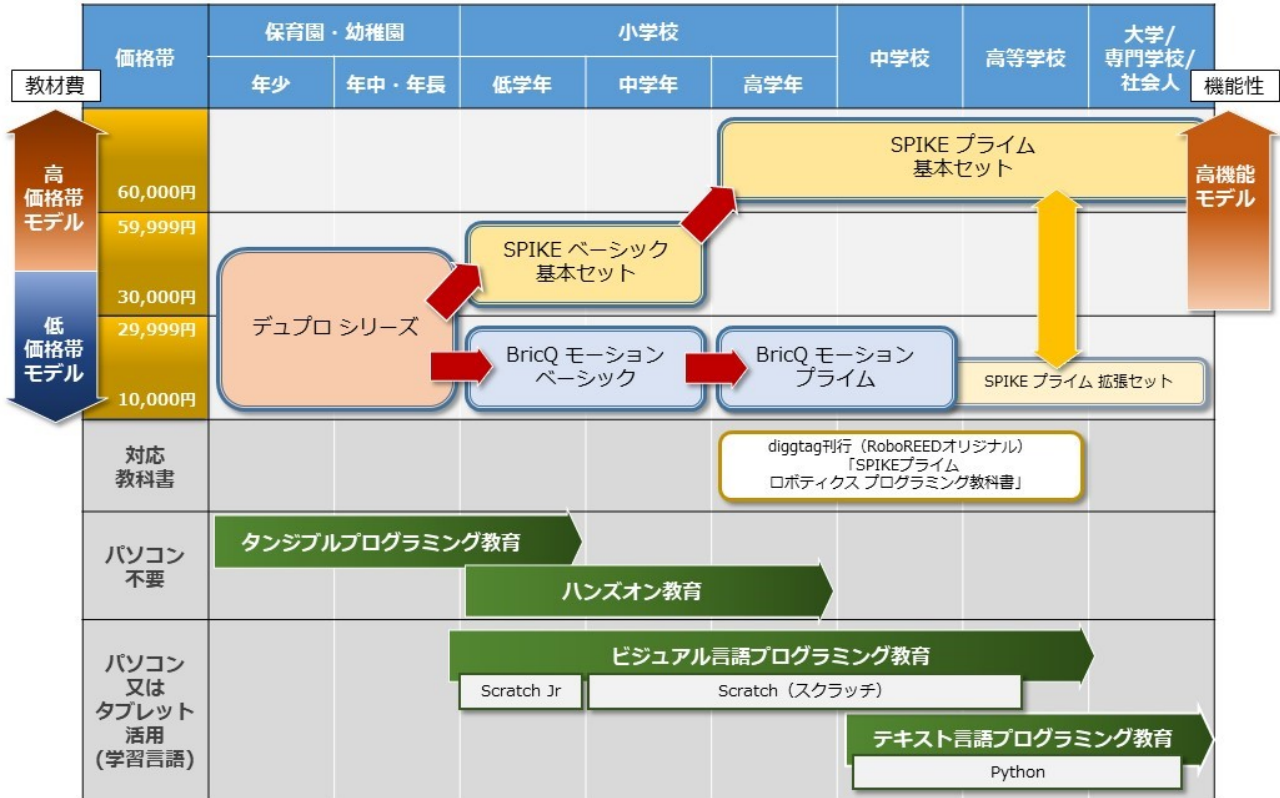 教材費
価格帯
保育園・幼稚園
小学校
中学校
高等学校
大学/
専門学校/
社会人
機能性
年少
年中・年長
低学年
中学年
高学年
高
価格帯
モデル
低
価格帯
モデル
60,000円
59,999円
30,000円
29,999円
10,000円
SPIKE プライム
基本セット
高機能
モデル
SPIKE ベーシック
基本セット
デュプロ シリーズ
BricQ モーション
ベーシック
BricQ モーション
プライム
SPIKE プライム 拡張セット
対応
教科書
diggtag刊行（RoboREEDオリジナル）
「SPIKEプライム
ロボティクス プログラミング教科書」
パソコン
不要
タンジブルプログラミング教育
ハンズオン教育
パソコン
又は
タブレット
活用
(学習言語)
ビジュアル言語プログラミング教育
Scratch Jr
Scratch（スクラッチ）
テキスト言語プログラミング教育
Python